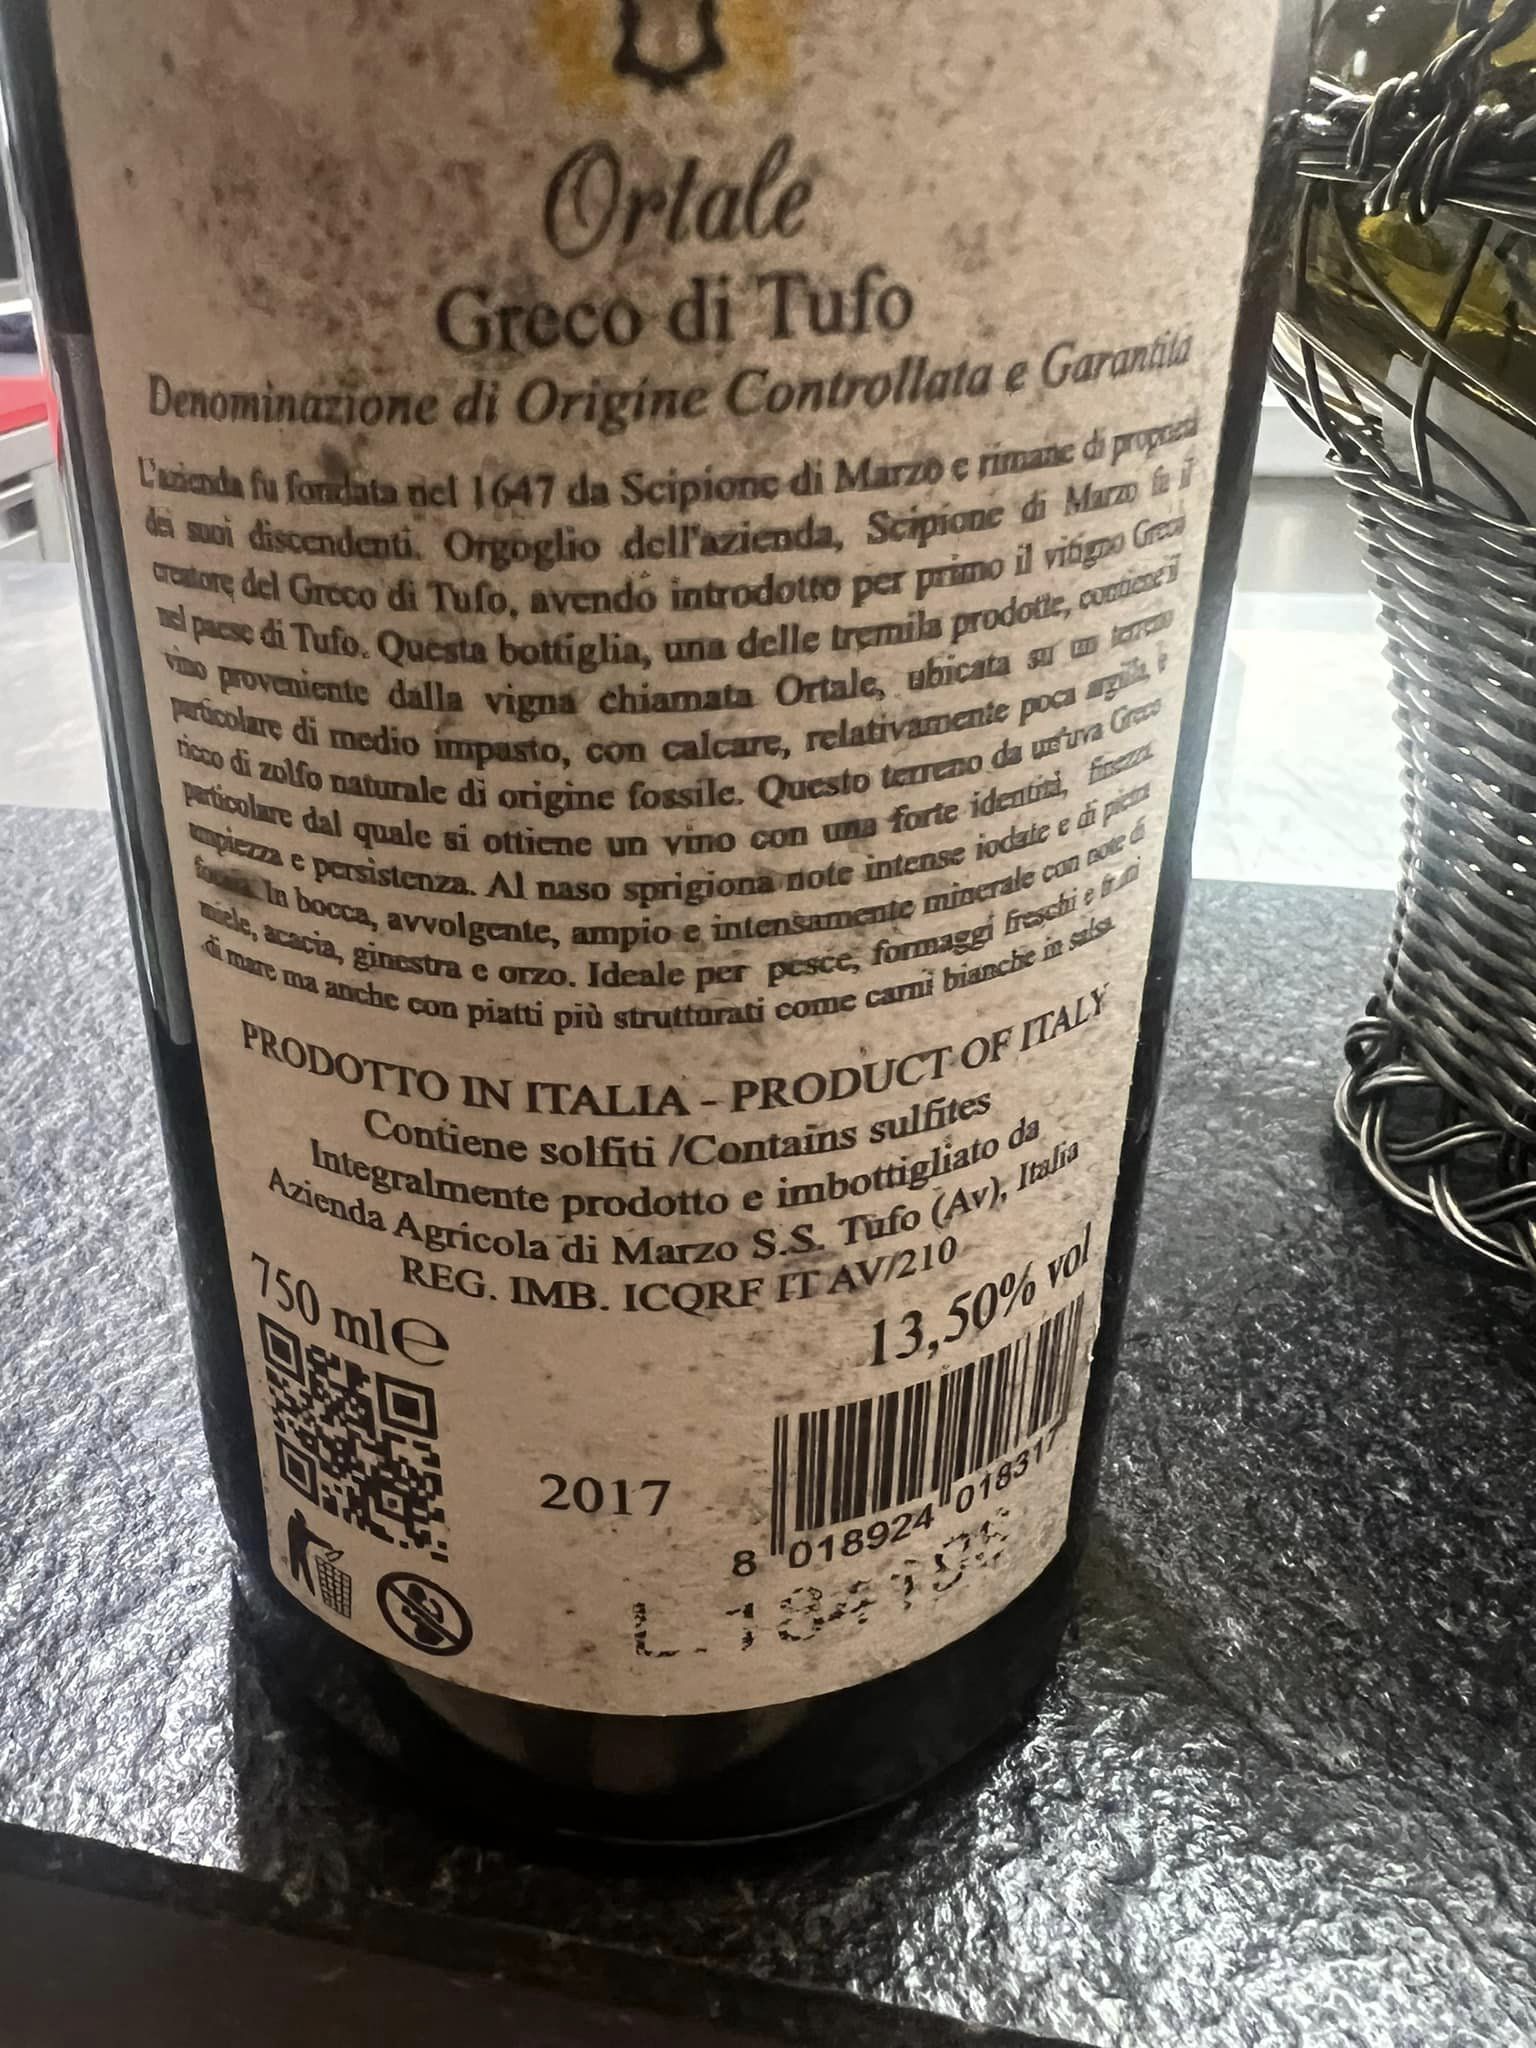 Ortale
Greco di Tufo
Denominazione di Origine Controllata e Garantita
L'azienda fu fondata nel 1647 da Scipione di Marzo e rimane di proprietà
dei suoi discendenti. Orgoglio dell'azienda, Scipione di Marzo fu il
creatore del Greco di Tufo, avendo introdotto per primo il vitigno Greco
nel paese di Tufo. Questa bottiglia, una delle tremila prodotte, contiene il
vino proveniente dalla vigna chiamata Ortale, ubicata su un terreno
particolare di medio impasto, con calcare, relativamente poca argilla, e
ricco di zolfo naturale di origine fossile. Questo terreno da un'uva Greco
particolare dal quale si ottiene un vino con una forte identità, finezza,
ampiezza e persistenza. Al naso sprigiona note intense iodate e di pietra
focaia. In bocca, avvolgente, ampio e intensamente minerale con note di
miele, acacia, ginestra e orzo. Ideale per pesce, formaggi freschi e frutti
di mare ma anche con piatti più strutturati come carni bianche in salsa.
PRODOTTO IN ITALIA - PRODUCT OF ITALY
Contiene solfiti /Contains sulfites
Integralmente prodotto e imbottigliato da
Azienda Agricola di Marzo S.S. Tufo (Av), Italia
REG. IMB. ICQRF IT AV/210
750 ml e 13,50% vol
2017
8 018924 018317